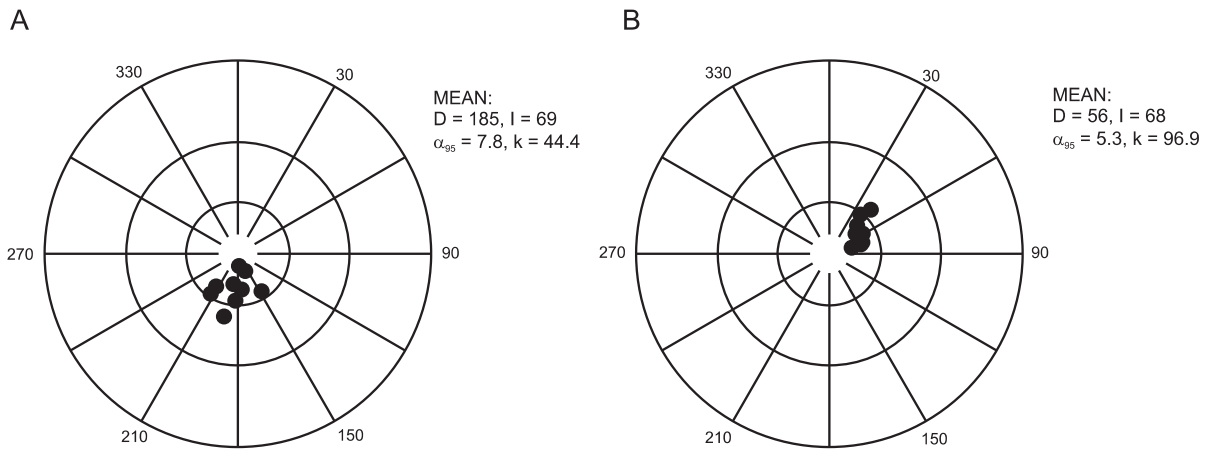 A
B
330
30
270
90
210
150
MEAN:
D = 185, I = 69
α95 = 7.8, k = 44.4
330
30
270
90
210
150
MEAN:
D = 56, I = 68
α95 = 5.3, k = 96.9